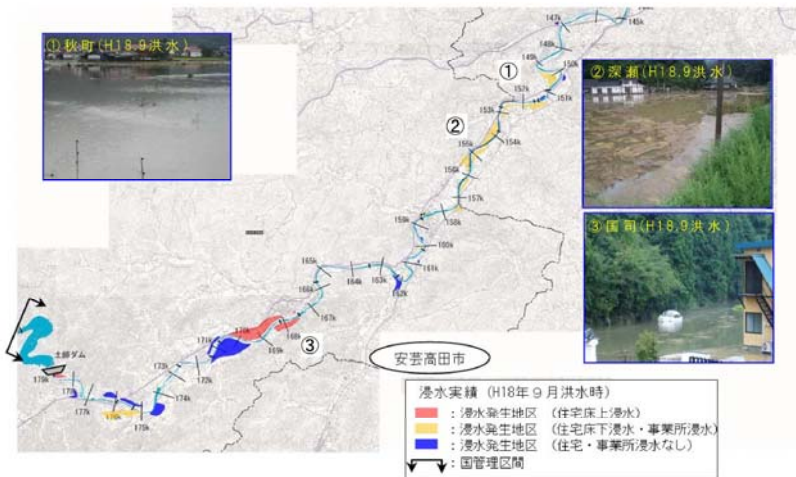 ①秋町(H18.9洪水)
②深瀬(H18.9洪水)
③国司(H18.9洪水)
147k
145k
148k
149k
150k
①
152k
151k
153k
②
154k
155k
156k
157k
159k
158k
160k
161k
165k
164k
163k
162k
166k
167k
170k
168k
171k
169k
③
172k
173k
土師ダム
179k
178k
174k
177k
176k
175k
安芸高田市
浸水実績 (H18年9月洪水時)
:浸水発生地区 (住宅床上浸水)
:浸水発生地区 (住宅床下浸水・事業所浸水)
:浸水発生地区 (住宅・事業所浸水なし)
:国管理区間